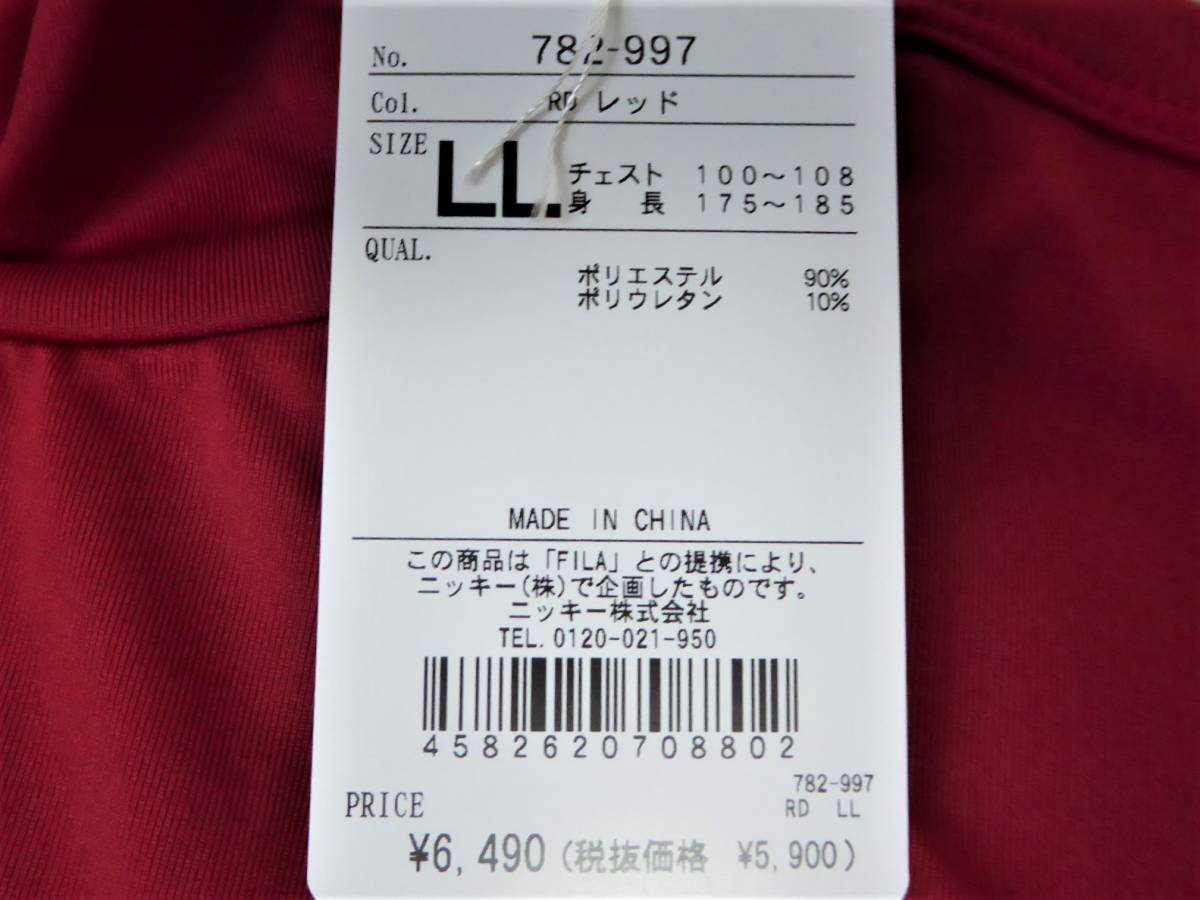 No. 782-997
Col. RD レッド
SIZE LL チェスト 100～108
身長 175～185
QUAL.
ポリエステル 90%
ポリウレタン 10%
MADE IN CHINA
この商品は「FILA」との提携により、
ニッキー(株)で企画したものです。
ニッキー株式会社
TEL. 0120-021-950
4582620708802
782-997
RD LL
PRICE
¥6,490 (税抜価格 ¥5,900)